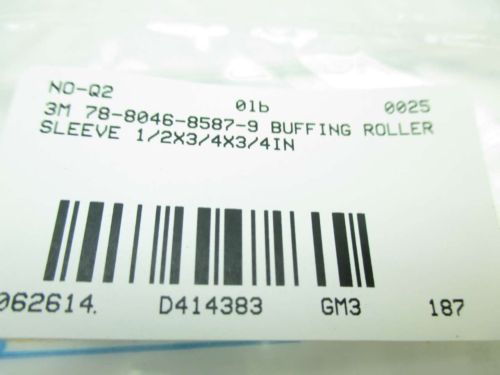 NO-Q2 01b 0025
3M 78-8046-8587-9 BUFFING ROLLER
SLEEVE 1/2X3/4X3/4IN
062614. D414383 GM3 187